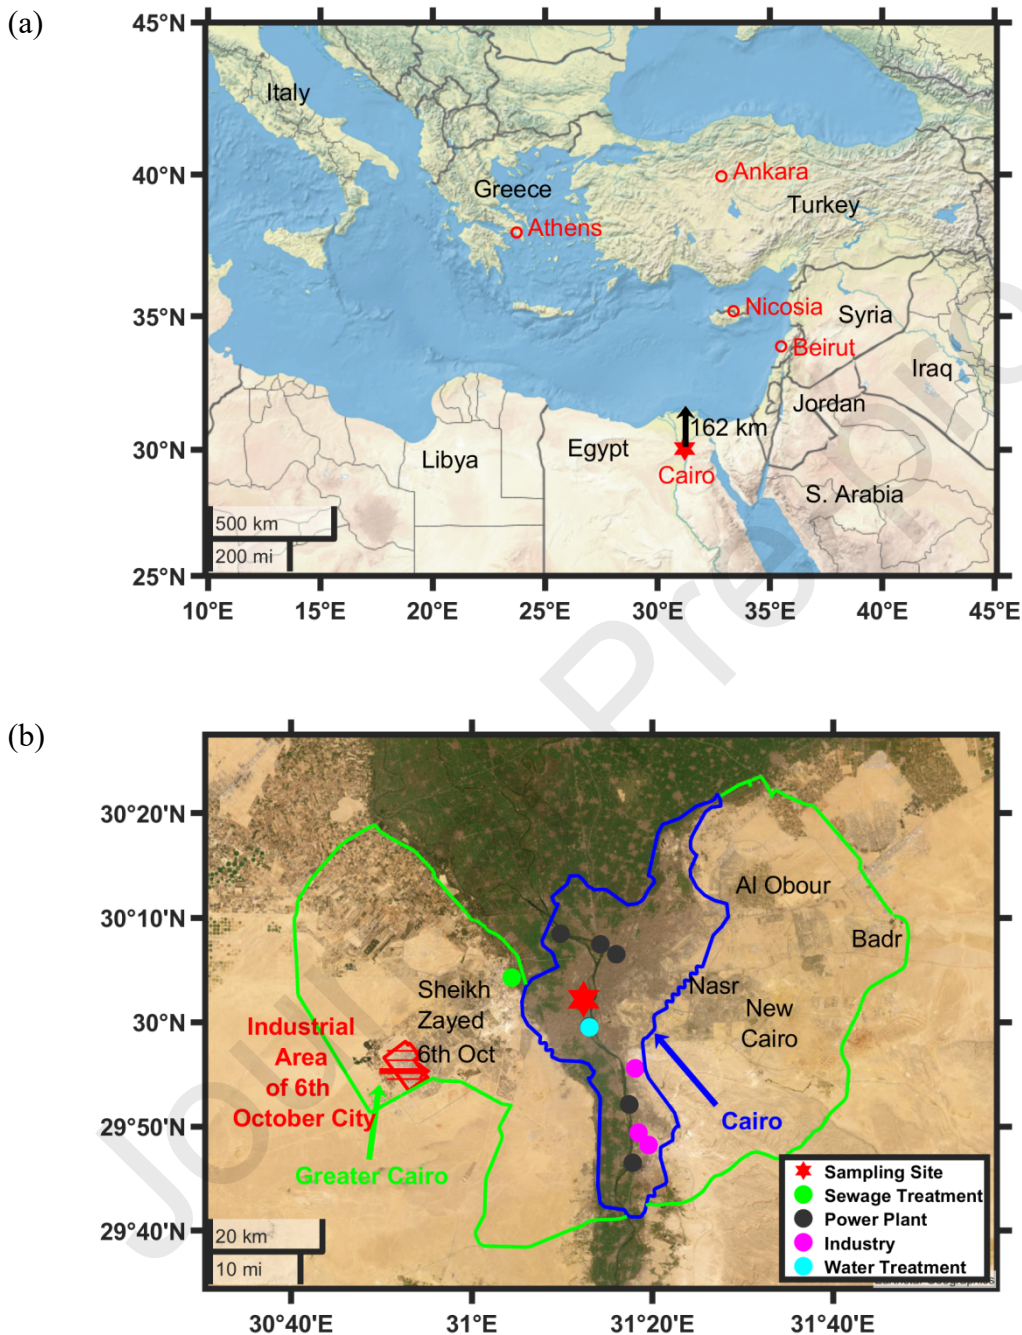 (a)
45°N
40°N
35°N
30°N
25°N
Italy
Greece
Athens
Ankara
Turkey
Nicosia
Syria
Beirut
Iraq
Jordan
162 km
Libya
Egypt
Cairo
S. Arabia
500 km
200 mi
10°E 15°E 20°E 25°E 30°E 35°E 40°E 45°E
Journal Pre-proo
(b)
30°20'N
30°10'N
30°N
29°50'N
29°40'N
Al Obour
Badr
Nasr
New
Cairo
Sheikh
Zayed
6th Oct
Industrial
Area
of 6th
October City
Greater Cairo
Cairo
Sampling Site
Sewage Treatment
Power Plant
Industry
Water Treatment
20 km
10 mi
30°40'E 31°E 31°20'E 31°40'E